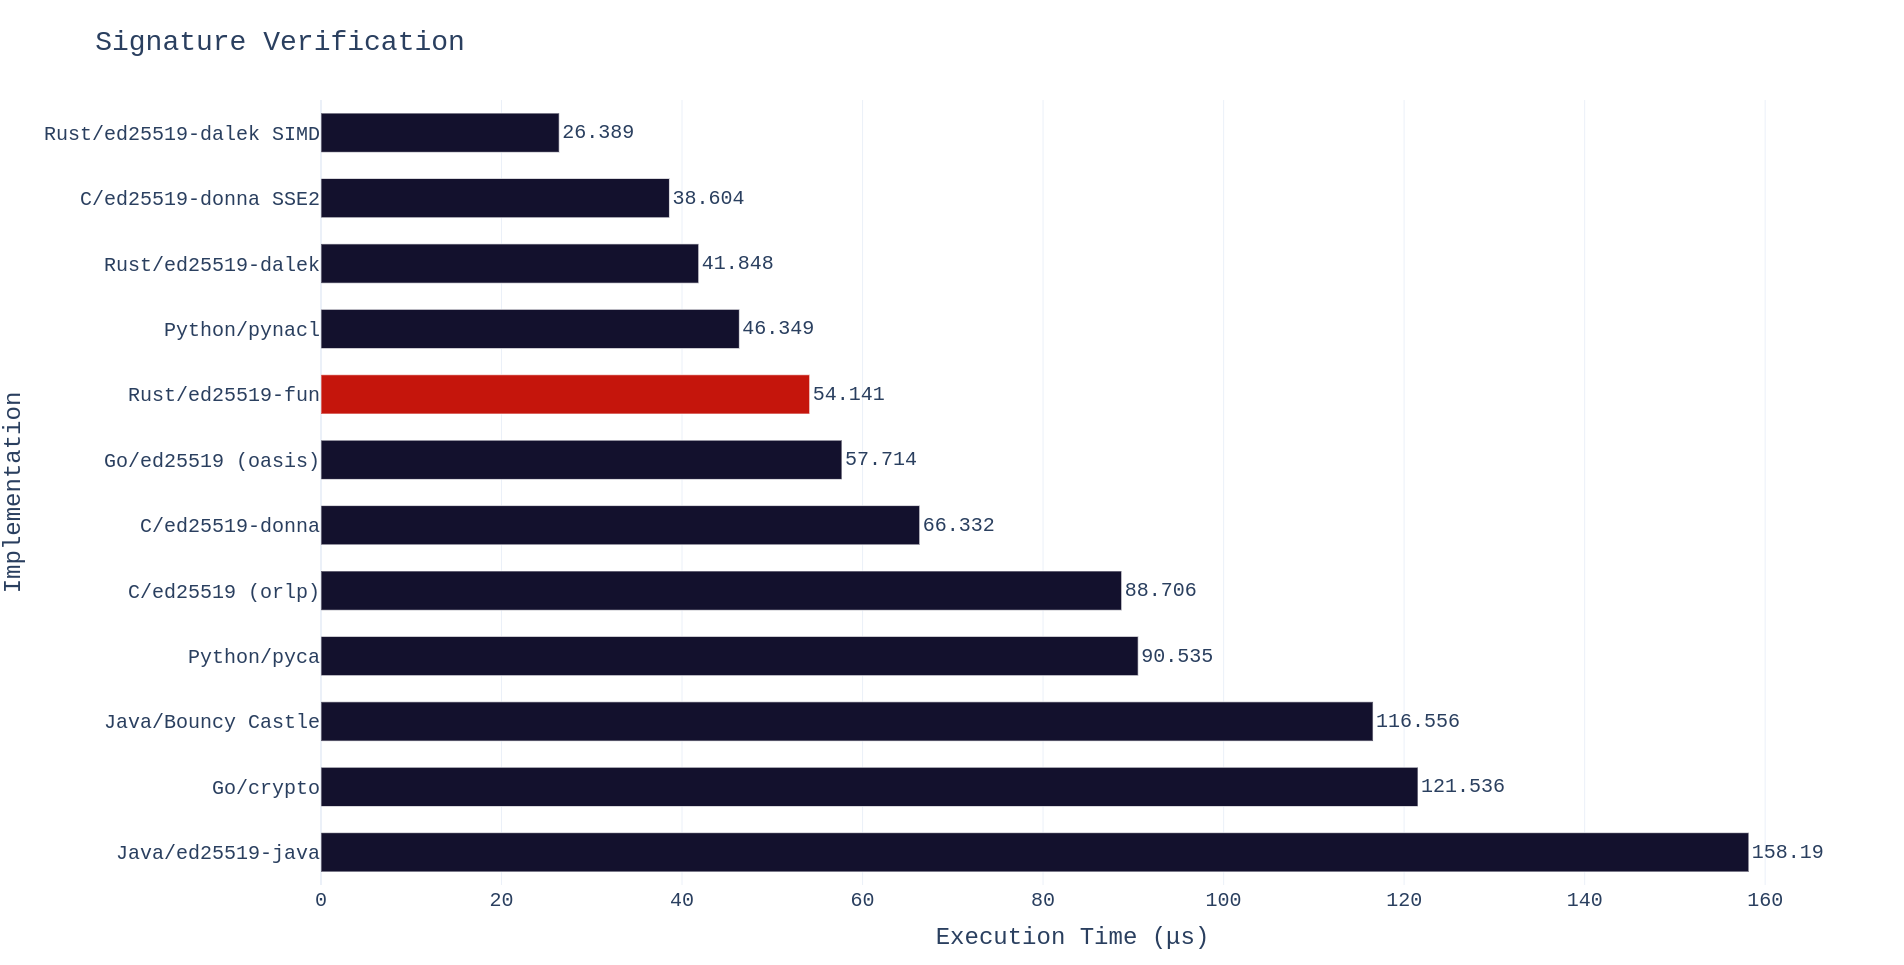 Signature Verification
Rust/ed25519-dalek SIMD 26.389
C/ed25519-donna SSE2 38.604
Rust/ed25519-dalek 41.848
Python/pynacl 46.349
Rust/ed25519-fun 54.141
Go/ed25519 (oasis) 57.714
C/ed25519-donna 66.332
C/ed25519 (orlp) 88.706
Python/pyca 90.535
Java/Bouncy Castle 116.556
Go/crypto 121.536
Java/ed25519-java 158.19
Implementation
0 20 40 60 80 100 120 140 160
Execution Time (μs)